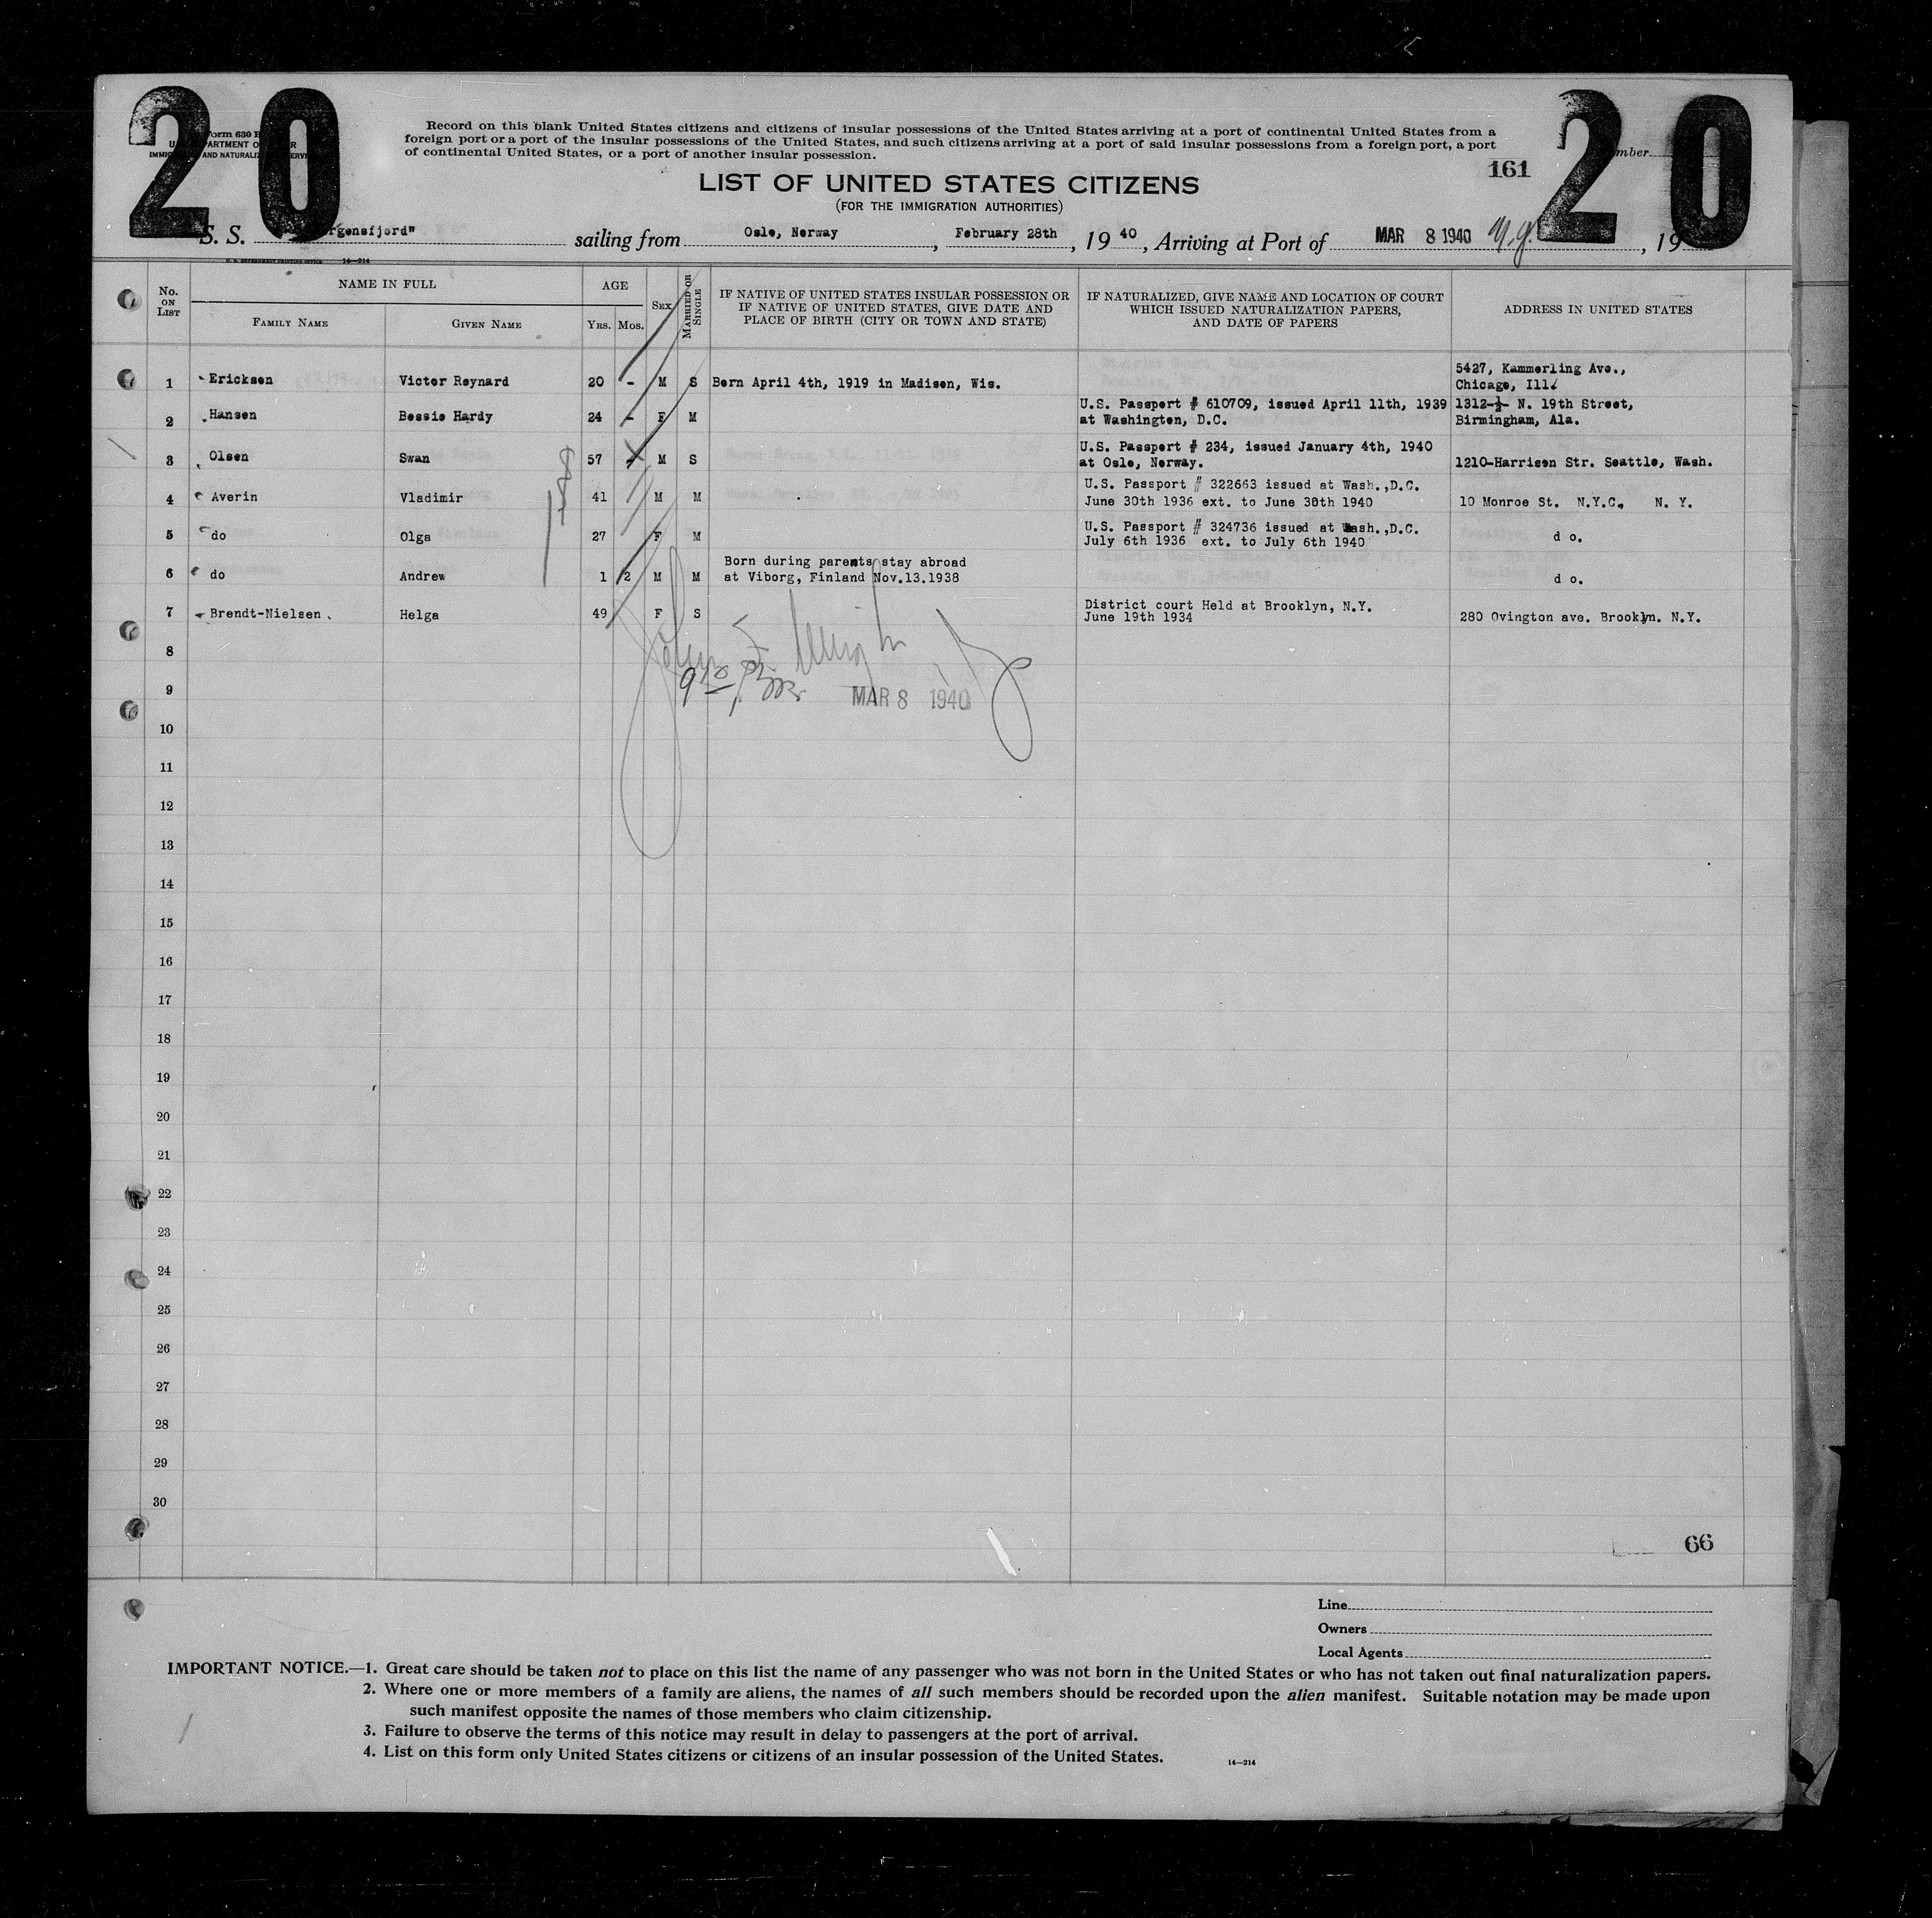 20
20
Record on this blank United States citizens and citizens of insular possessions of the United States arriving at a port of continental United States from a
foreign port or a port of the insular possessions of the United States, and such citizens arriving at a port of said insular possessions from a foreign port, a port
of continental United States, or a port of another insular possession.
161
LIST OF UNITED STATES CITIZENS
(FOR THE IMMIGRATION AUTHORITIES)
S. S. rgensfjord" sailing from Oslo, Norway, February 28th, 1940, Arriving at Port of MAR 8 1940 N.Y., 19
14—214
No. ON LIST
NAME IN FULL
FAMILY NAME GIVEN NAME
AGE
YRS. MOS.
SEX
MARRIED OR SINGLE
IF NATIVE OF UNITED STATES INSULAR POSSESSION OR
IF NATIVE OF UNITED STATES, GIVE DATE AND
PLACE OF BIRTH (CITY OR TOWN AND STATE)
IF NATURALIZED, GIVE NAME AND LOCATION OF COURT
WHICH ISSUED NATURALIZATION PAPERS,
AND DATE OF PAPERS
ADDRESS IN UNITED STATES
1 Ericksen Victor Reynard 20 - M S Born April 4th, 1919 in Madison, Wis. 5427, Kammerling Ave.,
Chicago, Ill.
2 Hansen Bessie Hardy 24 - F M U.S. Passport # 610709, issued April 11th, 1939 1312-½- N. 19th Street,
at Washington, D.C. Birmingham, Ala.
3 Olsen Swan 57 - M S U.S. Passport # 234, issued January 4th, 1940
at Oslo, Norway. 1210-Harrison Str. Seattle, Wash.
4 Averin Vladimir 41 M M U.S. Passport # 322663 issued at Wash.,D.C.
June 30th 1936 ext. to June 30th 1940 10 Monroe St. N.Y.C. N. Y.
5 do Olga 27 F M U.S. Passport # 324736 issued at Wash.,D.C.
July 6th 1936 ext. to July 6th 1940 d o.
6 do Andrew 1 2 M M Born during parents stay abroad
at Viborg, Finland Nov.13.1938 d o.
7 Brendt-Nielsen. Helga 49 F S District court Held at Brooklyn, N.Y.
June 19th 1934 280 Ovington ave. Brooklyn. N.Y.
8
9
MAR 8 1940
10
11
12
13
14
15
16
17
18
19
20
21
22
23
24
25
26
27
28
29
30
66
Line
Owners
Local Agents
IMPORTANT NOTICE.—1. Great care should be taken not to place on this list the name of any passenger who was not born in the United States or who has not taken out final naturalization papers.
2. Where one or more members of a family are aliens, the names of all such members should be recorded upon the alien manifest. Suitable notation may be made upon
such manifest opposite the names of those members who claim citizenship.
3. Failure to observe the terms of this notice may result in delay to passengers at the port of arrival.
4. List on this form only United States citizens or citizens of an insular possession of the United States.
14—214